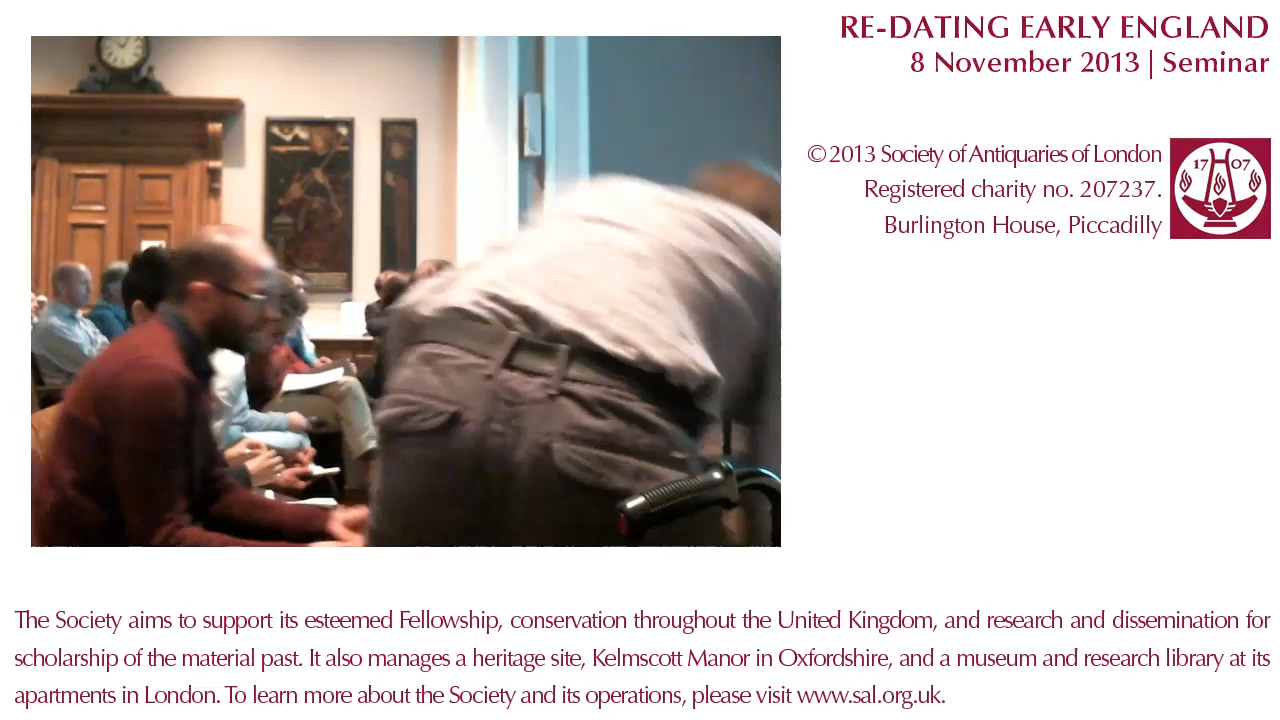 RE-DATING EARLY ENGLAND
8 November 2013 | Seminar
©2013 Society of Antiquaries of London
Registered charity no. 207237.
Burlington House, Piccadilly
17 07
The Society aims to support its esteemed Fellowship, conservation throughout the United Kingdom, and research and dissemination for
scholarship of the material past. It also manages a heritage site, Kelmscott Manor in Oxfordshire, and a museum and research library at its
apartments in London. To learn more about the Society and its operations, please visit www.sal.org.uk.